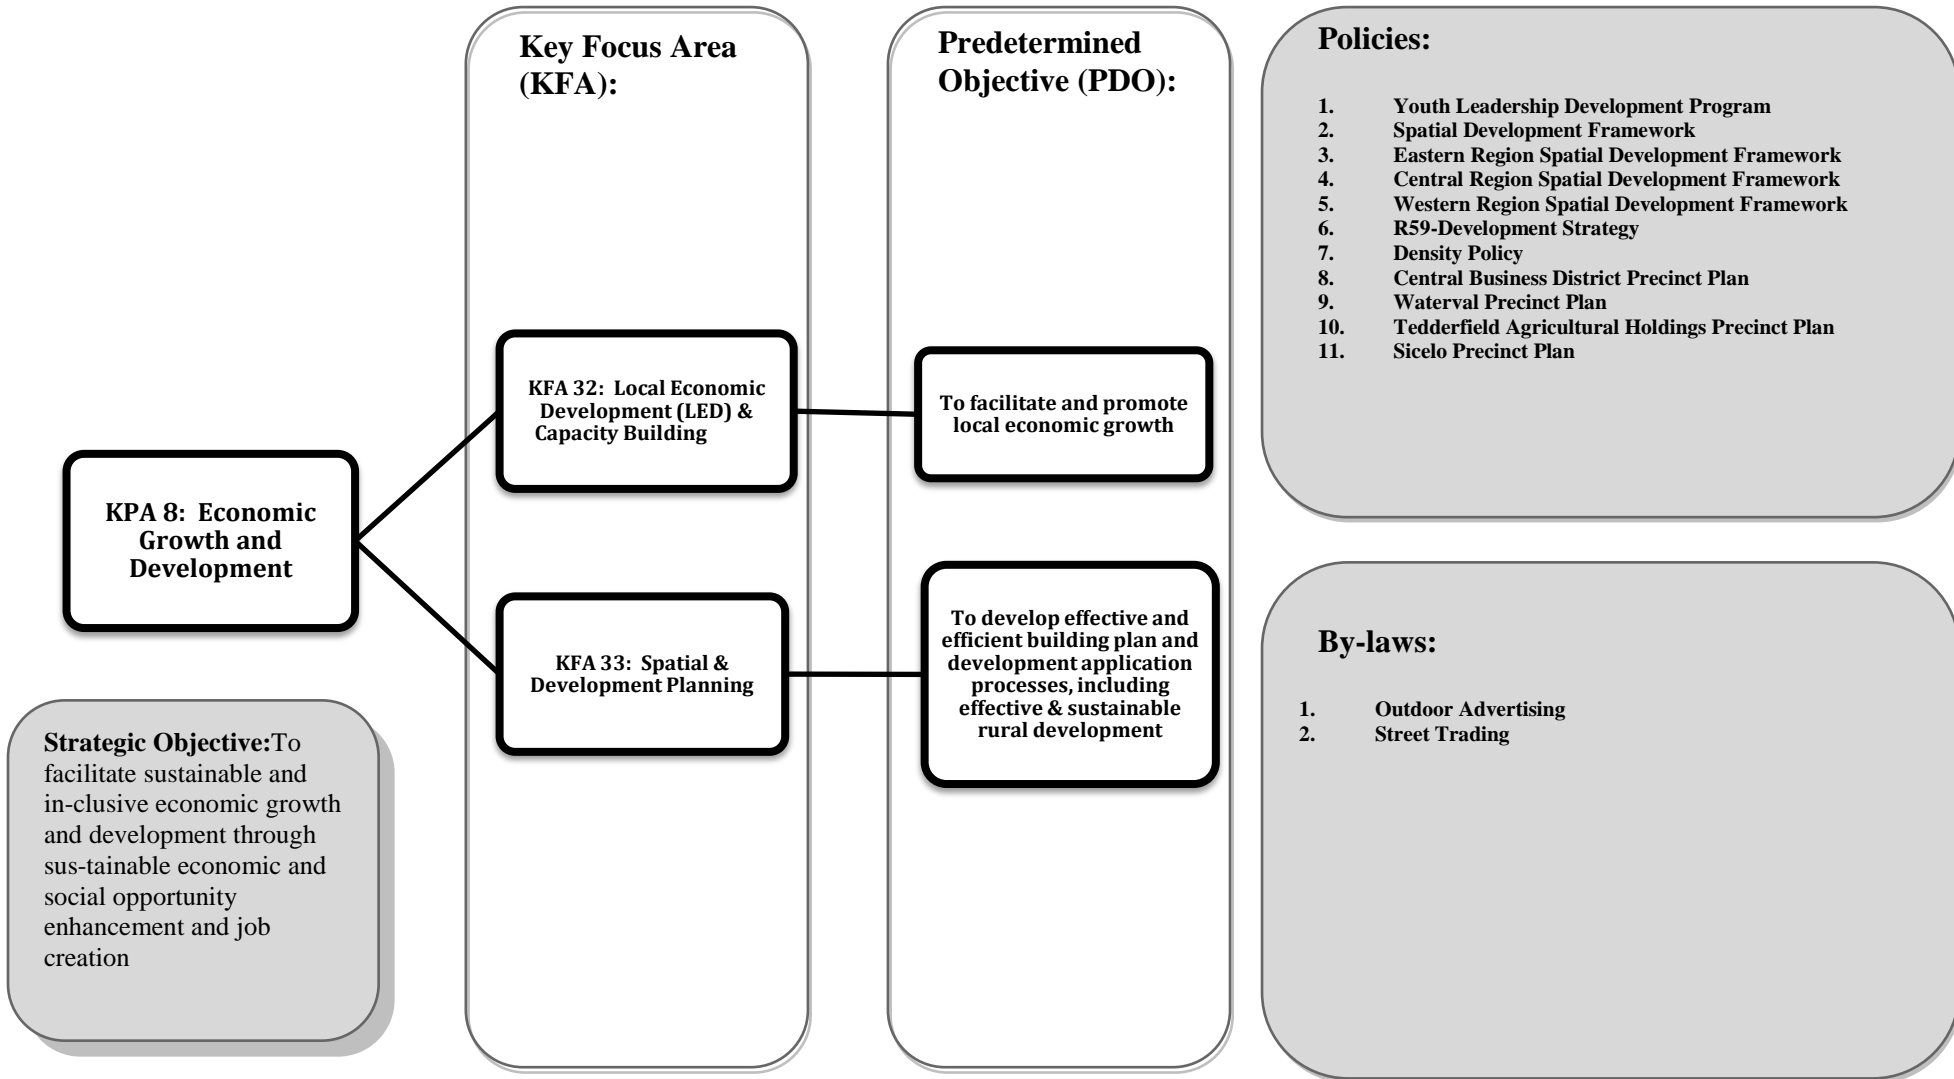 KPA 8:  Economic
Growth and
Development
Strategic Objective:To
facilitate sustainable and
in-clusive economic growth
and development through
sus-tainable economic and
social opportunity
enhancement and job
creation
Key Focus Area
(KFA):
KFA 32:  Local Economic
Development (LED) &
Capacity Building
KFA 33:  Spatial &
Development Planning
Predetermined
Objective (PDO):
To facilitate and promote
local economic growth
To develop effective and
efficient building plan and
development application
processes, including
effective & sustainable
rural development
Policies:
1. Youth Leadership Development Program
2. Spatial Development Framework
3. Eastern Region Spatial Development Framework
4. Central Region Spatial Development Framework
5. Western Region Spatial Development Framework
6. R59-Development Strategy
7. Density Policy
8. Central Business District Precinct Plan
9. Waterval Precinct Plan
10. Tedderfield Agricultural Holdings Precinct Plan
11. Sicelo Precinct Plan
By-laws:
1. Outdoor Advertising
2. Street Trading